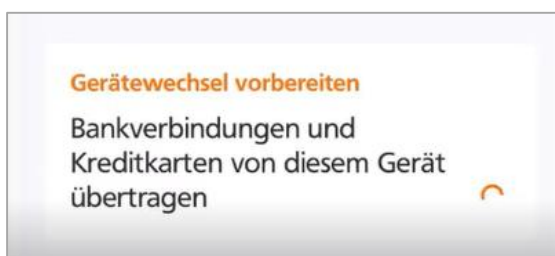 Gerätewechsel vorbereiten
Bankverbindungen und
Kreditkarten von diesem Gerät
übertragen